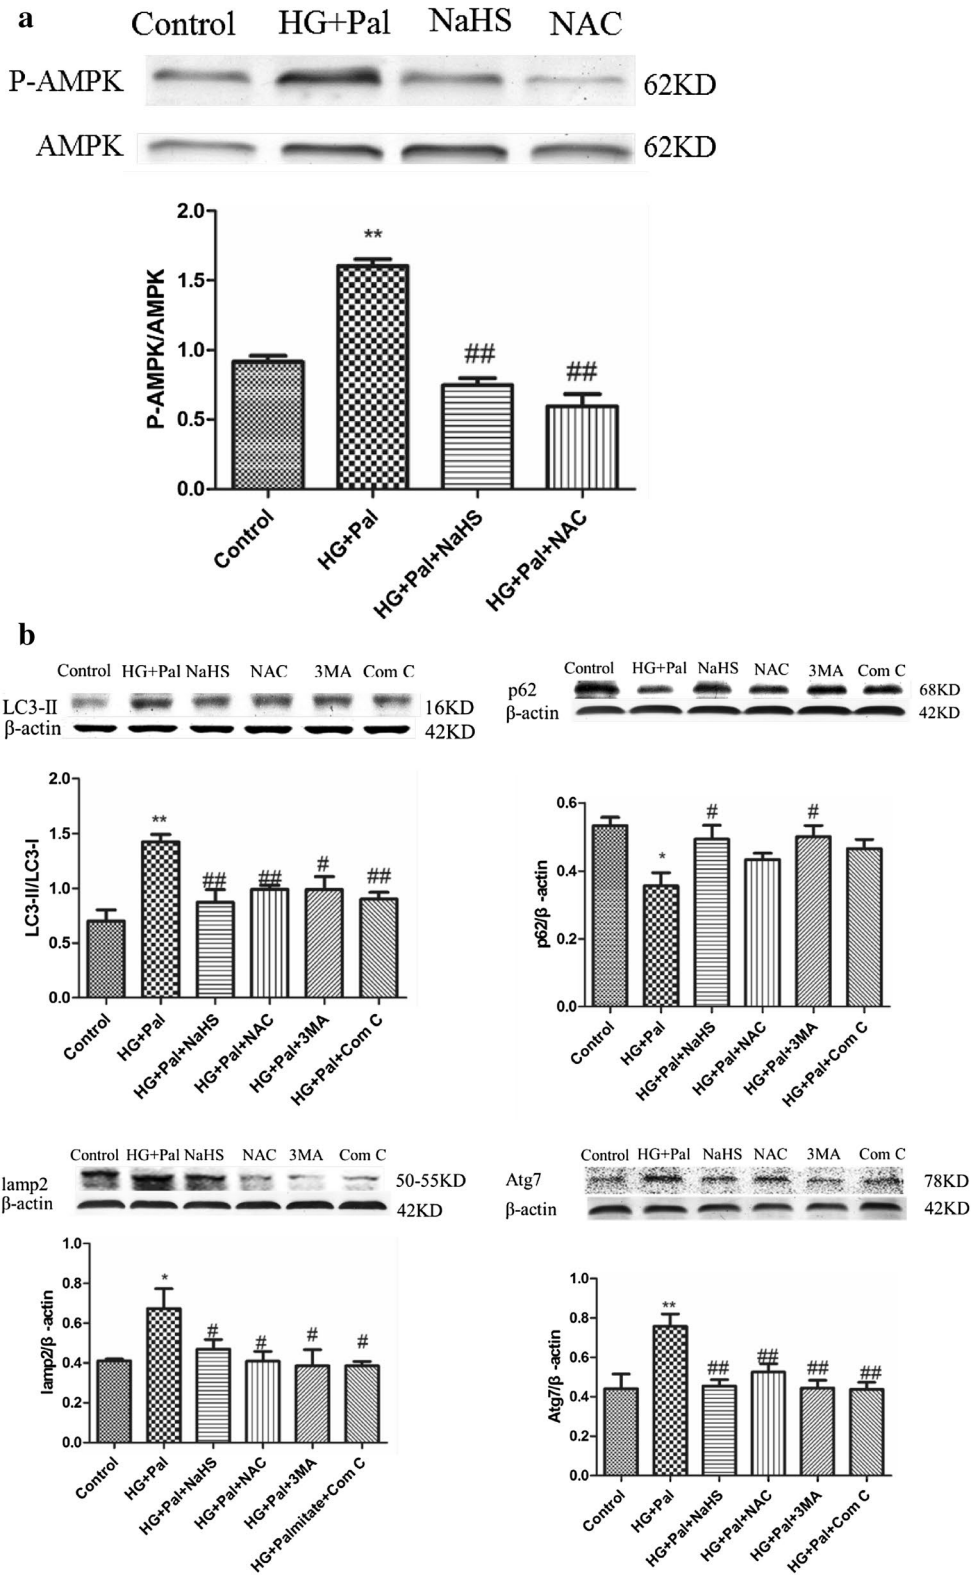 a
Control HG+Pal NaHS NAC
P-AMPK 62KD
AMPK 62KD
P-AMPK/AMPK
2.0
1.5
1.0
0.5
0.0
**
##
##
Control
HG+Pal
HG+Pal+NaHS
HG+Pal+NAC
b
Control HG+Pal NaHS NAC 3MA Com C
LC3-II 16KD
β-actin 42KD
LC3-II/LC3-I
2.0
1.5
1.0
0.5
0.0
**
##
##
#
##
Control
HG+Pal
HG+Pal+NaHS
HG+Pal+NAC
HG+Pal+3MA
HG+Pal+Com C
Control HG+Pal NaHS NAC 3MA Com C
p62 68KD
β-actin 42KD
p62/β -actin
0.6
0.4
0.2
0.0
*
#
#
Control
HG+Pal
HG+Pal+NaHS
HG+Pal+NAC
HG+Pal+3MA
HG+Pal+Com C
Control HG+Pal NaHS NAC 3MA Com C
lamp2 50-55KD
β-actin 42KD
lamp2/β -actin
1.0
0.8
0.6
0.4
0.2
0.0
*
#
#
#
#
Control
HG+Pal
HG+Pal+NaHS
HG+Pal+NAC
HG+Pal+3MA
HG+Palmitate+Com C
Control HG+Pal NaHS NAC 3MA Com C
Atg7 78KD
β-actin 42KD
Atg7/β -actin
1.0
0.8
0.6
0.4
0.2
0.0
**
##
##
##
##
Control
HG+Pal
HG+Pal+NaHS
HG+Pal+NAC
HG+Pal+3MA
HG+Pal+Com C